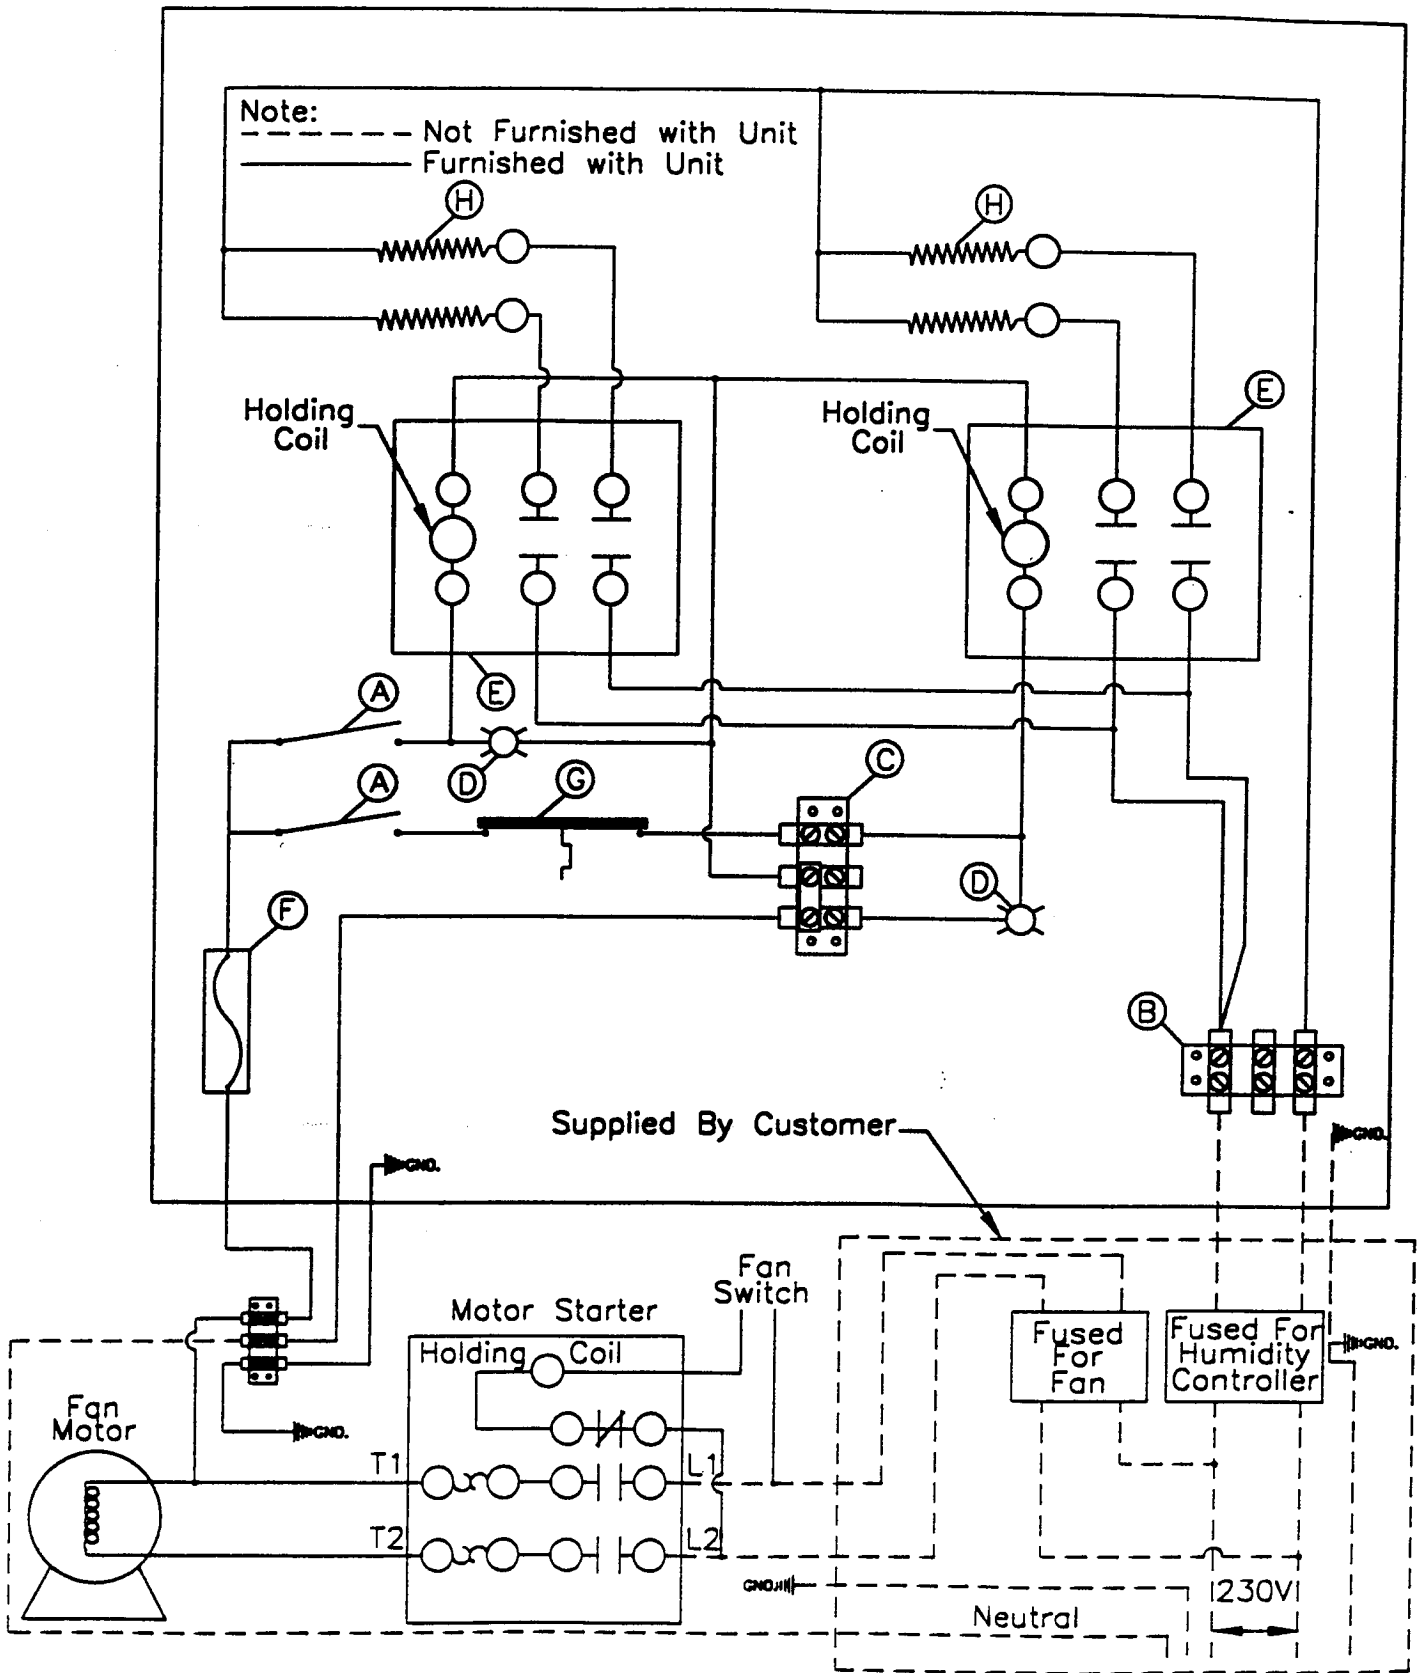 Note:
Not Furnished with Unit
Furnished with Unit
H
H
E
Holding
Coil
Holding
Coil
A
E
D
A
G
C
D
F
B
Supplied By Customer
GND.
GND.
Fan
Switch
Motor Starter
Holding Coil
Fused
For
Fan
Fused For
Humidity
Controller
GND.
Fan
Motor
GND.
T1
L1
T2
L2
GND.
230V
Neutral